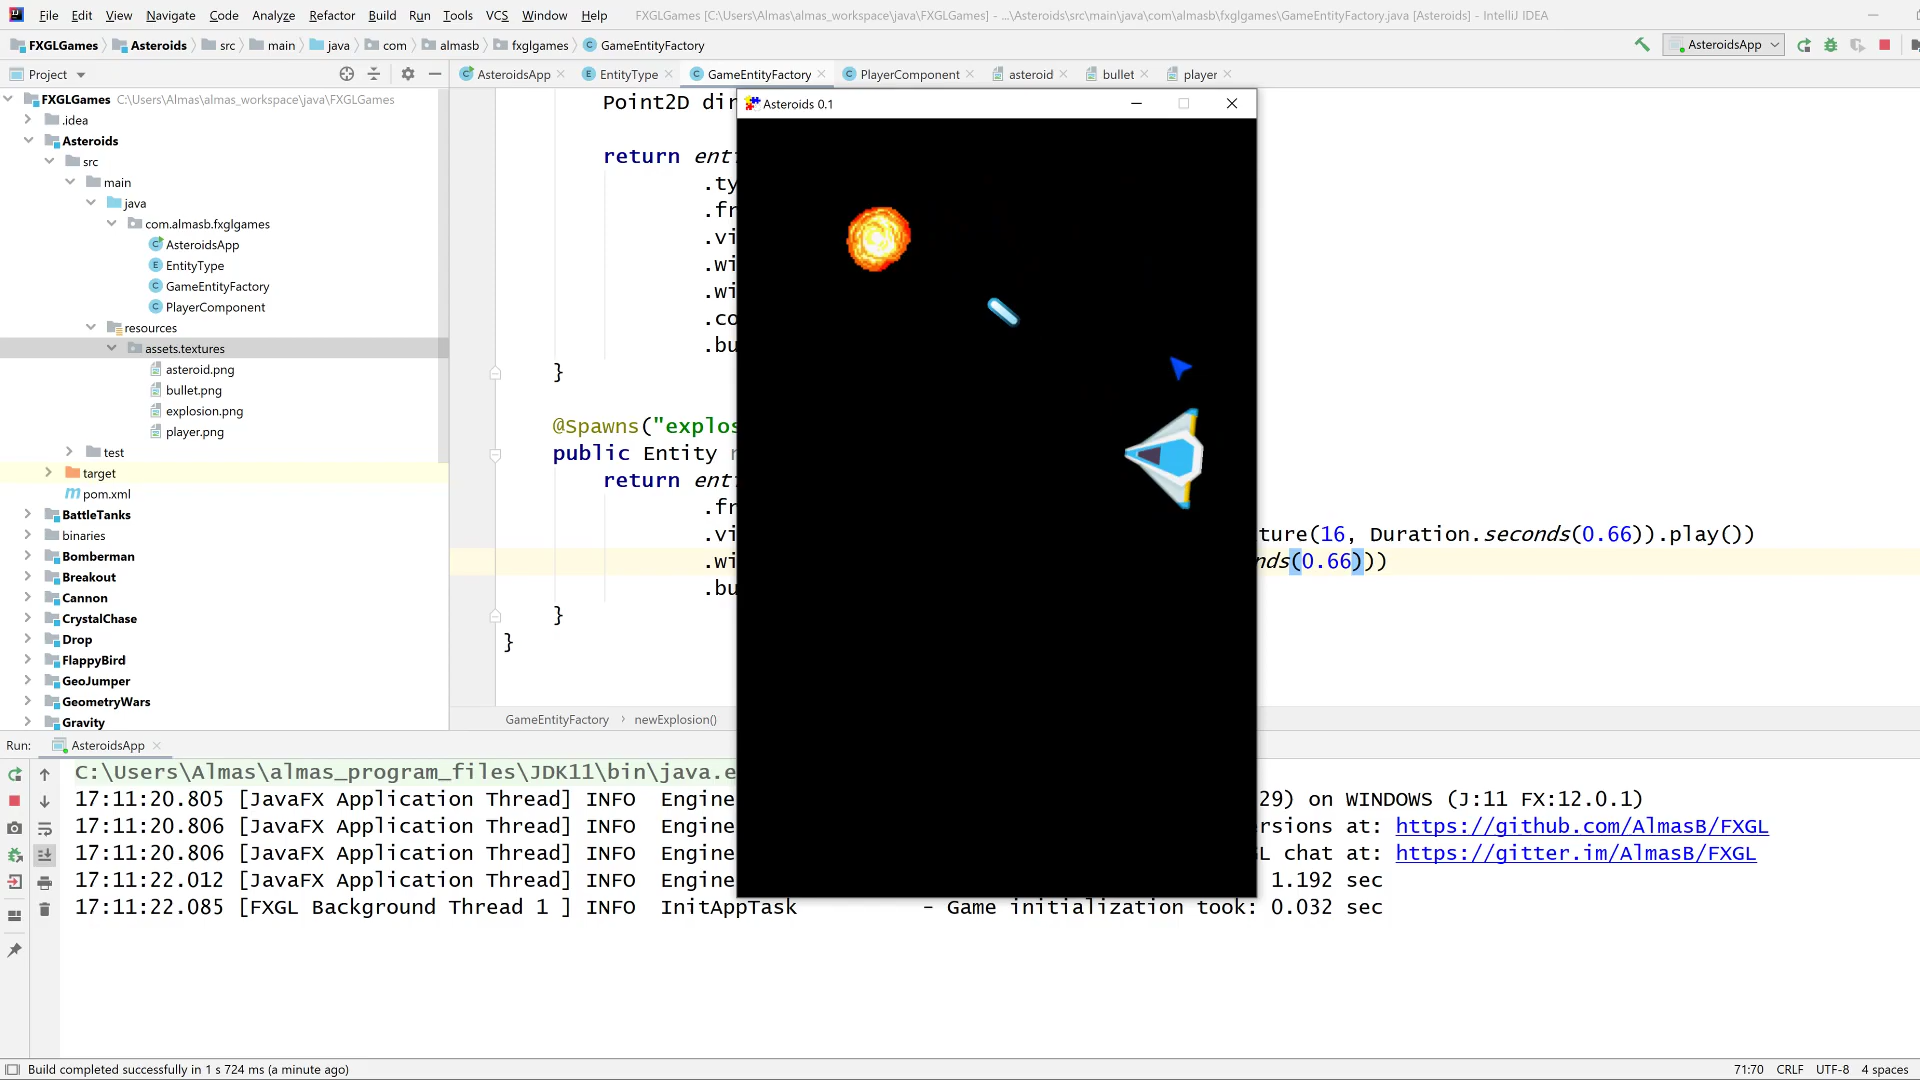 File Edit View Navigate Code Analyze Refactor Build Run Tools VCS Window Help FXGLGames [C:\Users\Almas\almas_workspace\java\FXGLGames] - ...\Asteroids\src\main\java\com\almasb\fxglgames\GameEntityFactory.java [Asteroids] - IntelliJ IDEA
FXGLGames Asteroids src main java com almasb fxglgames GameEntityFactory AsteroidsApp
Project AsteroidsApp EntityType GameEntityFactory PlayerComponent asteroid bullet player
FXGLGames C:\Users\Almas\almas_workspace\java\FXGLGames
.idea
Asteroids
src
main
java
com.almasb.fxglgames
AsteroidsApp
EntityType
GameEntityFactory
PlayerComponent
resources
assets.textures
asteroid.png
bullet.png
explosion.png
player.png
test
target
pom.xml
BattleTanks
binaries
Bomberman
Breakout
Cannon
CrystalChase
Drop
FlappyBird
GeoJumper
GeometryWars
Gravity
Point2D dir
return ent
.ty
.fr
.vi
.wi
.wi
.co
.bu
}
@Spawns("explos
public Entity
return ent
.fr
.vi ture(16, Duration.seconds(0.66)).play())
.wi nds(0.66)))
.bu
}
}
GameEntityFactory › newExplosion()
Asteroids 0.1
Run: AsteroidsApp
C:\Users\Almas\almas_program_files\JDK11\bin\java.e
17:11:20.805 [JavaFX Application Thread] INFO Engine 29) on WINDOWS (J:11 FX:12.0.1)
17:11:20.806 [JavaFX Application Thread] INFO Engine rsions at: https://github.com/AlmasB/FXGL
17:11:20.806 [JavaFX Application Thread] INFO Engine L chat at: https://gitter.im/AlmasB/FXGL
17:11:22.012 [JavaFX Application Thread] INFO Engine 1.192 sec
17:11:22.085 [FXGL Background Thread 1 ] INFO InitAppTask - Game initialization took: 0.032 sec
Build completed successfully in 1 s 724 ms (a minute ago) 71:70 CRLF UTF-8 4 spaces